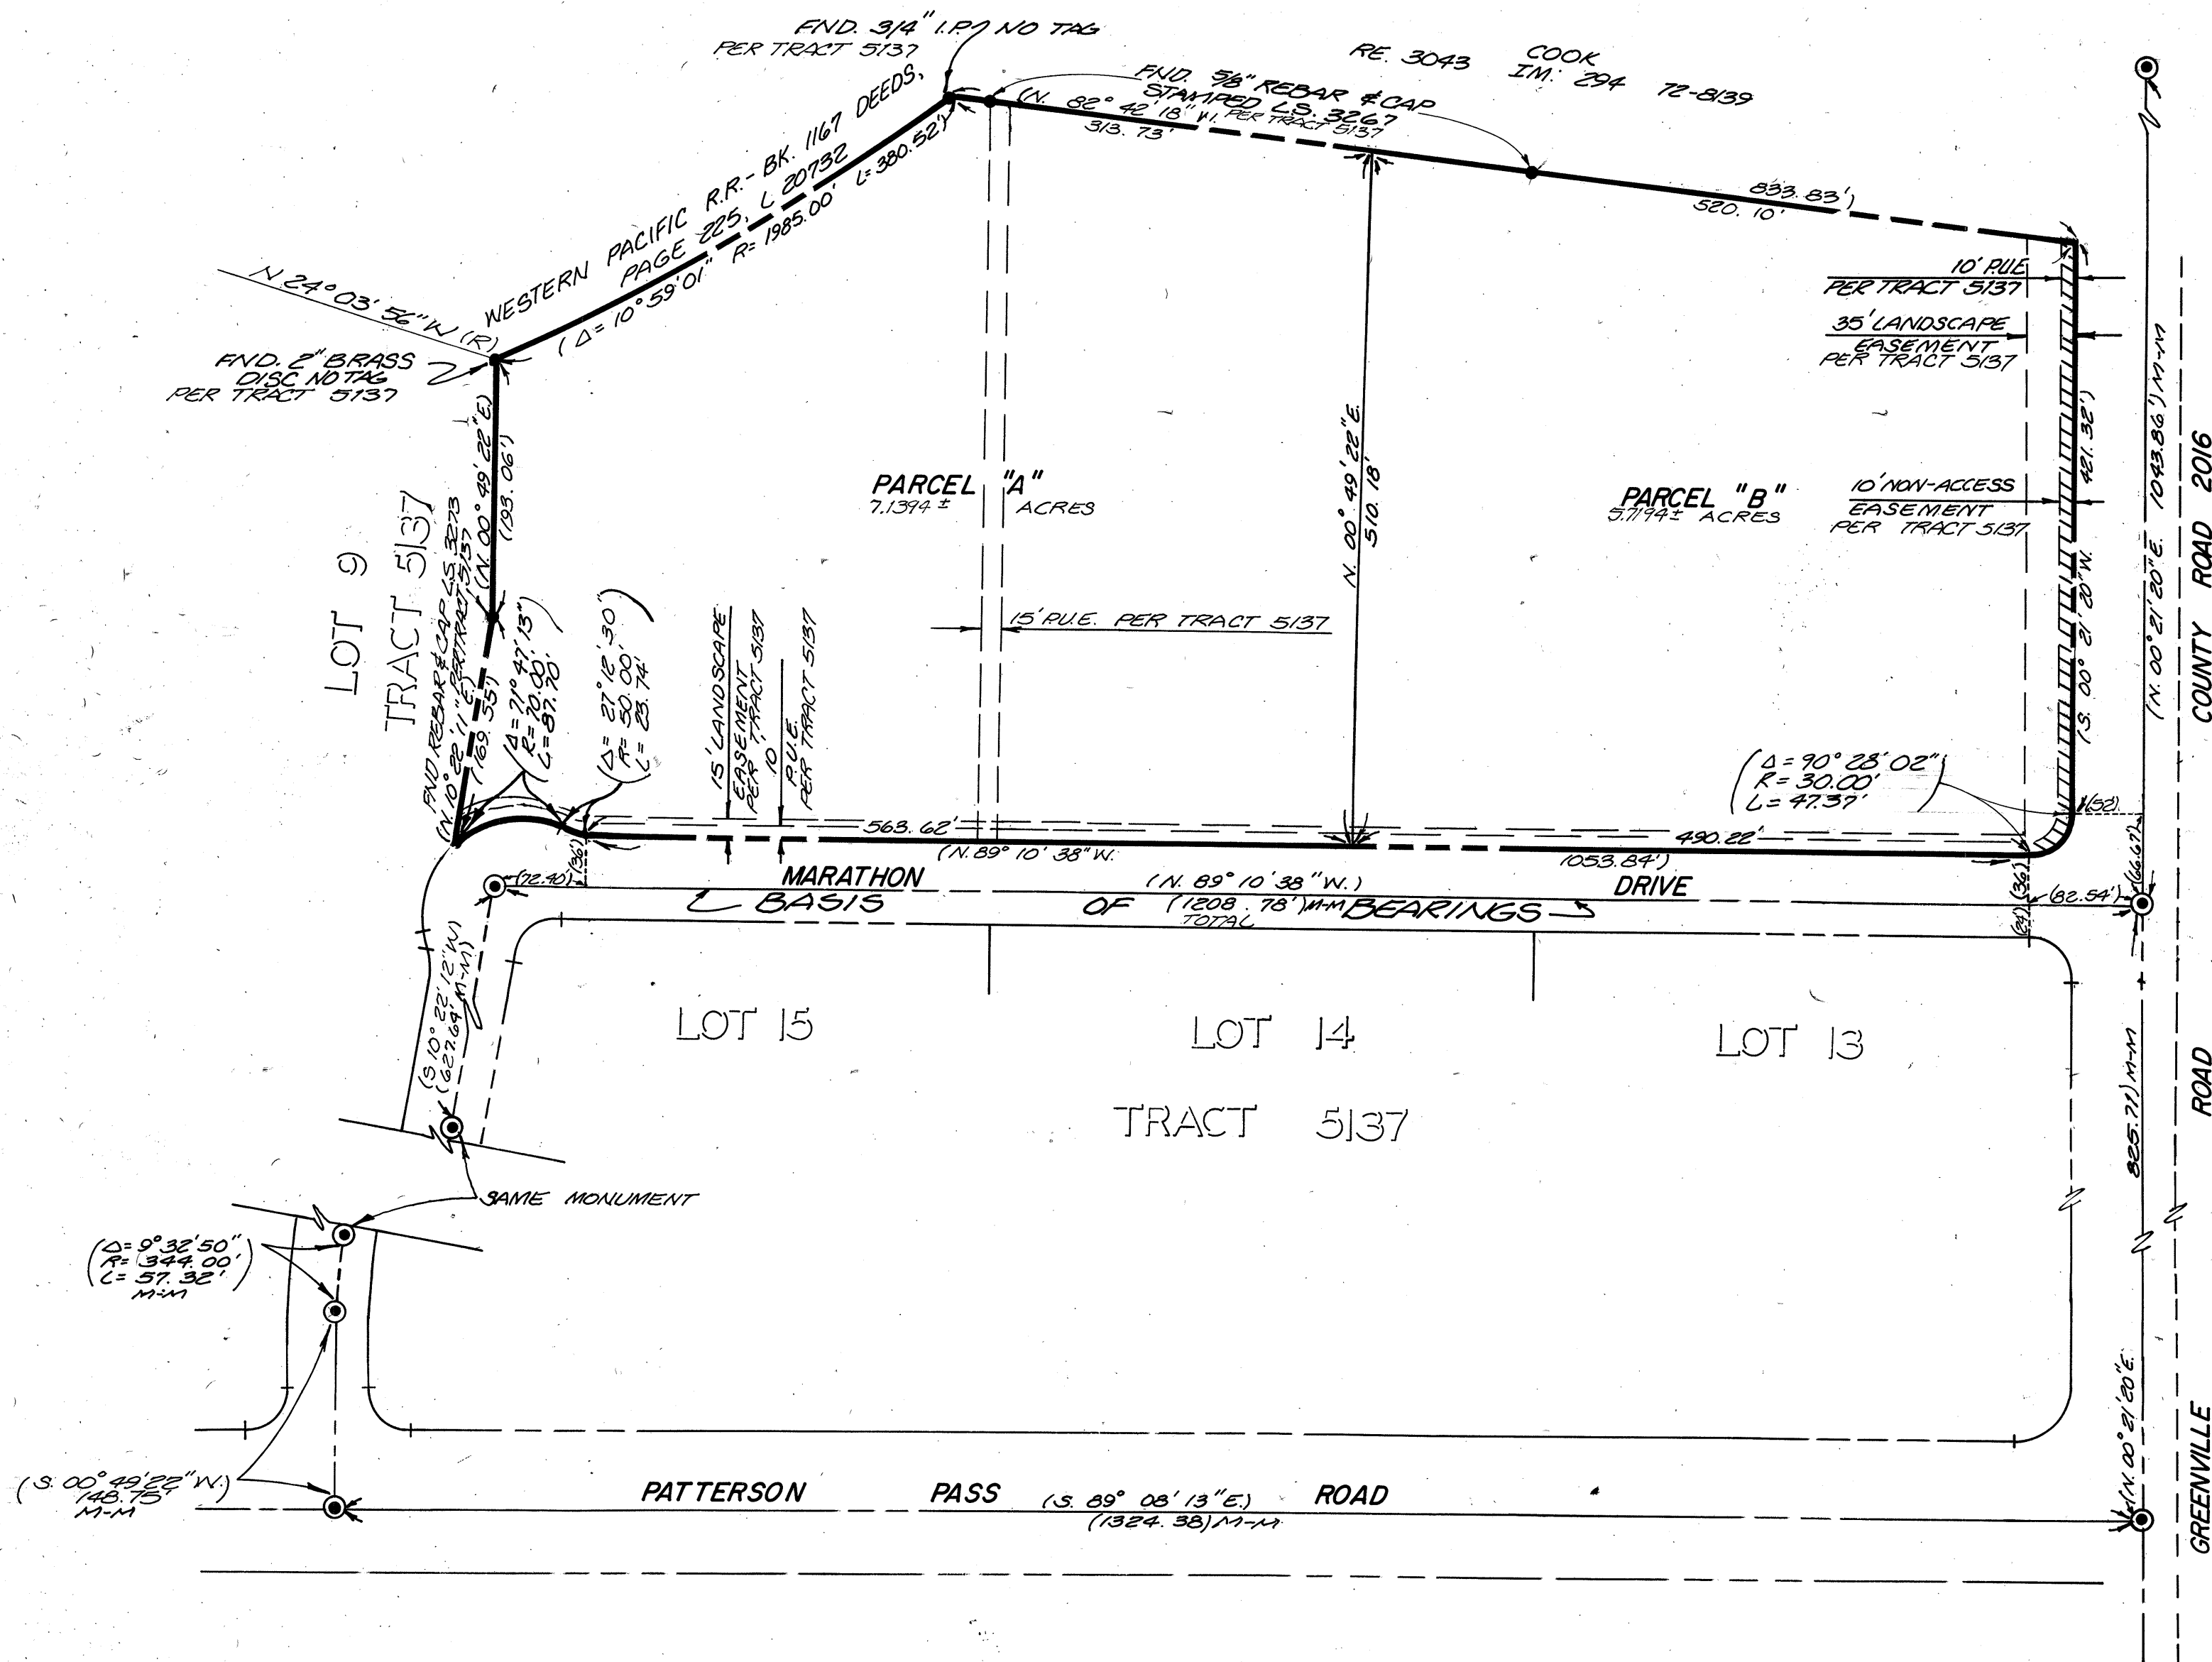 FND. 3/4" I.P. NO TAG
PER TRACT 5137
RE. 3043 COOK
IM: 294 72-8139
FND. 5/8" REBAR & CAP
STAMPED LS. 3267
PER TRACT 5137
(N. 82° 42' 18" W.
313.73'
833.83')
520.10'
WESTERN PACIFIC R.R.- BK. 1167 DEEDS,
PAGE 225, L 20732
(Δ= 10° 59' 01" R= 1985.00' L= 380.52')
N. 24° 03' 56" W (R)
FND. 2" BRASS
DISC NO TAG
PER TRACT 5137
(N. 00° 49' 22" E.)
(193.06')
10' P.U.E
PER TRACT 5137
35' LANDSCAPE
EASEMENT
PER TRACT 5137
10' NON-ACCESS
EASEMENT
PER TRACT 5137
(S. 00° 21' 20" W. 421.32')
(N. 00° 21' 20" E. 1043.86') M-M
COUNTY ROAD 2016
PARCEL "A"
7.1394 ± ACRES
N. 00° 49' 22" E.
510.18'
PARCEL "B"
5.7194 ± ACRES
LOT 9
TRACT 5137
FND REBAR & CAP L.S. 3273
PER TRACT 5137
(N. 10° 22' 11" E.)
(169.55')
(Δ= 71° 47' 13"
R= 70.00'
L= 87.70')
(Δ= 27° 12' 30"
R= 50.00'
L= 23.74')
15' LANDSCAPE
EASEMENT
PER TRACT 5137
10'
P.U.E.
PER TRACT 5137
15' P.U.E. PER TRACT 5137
(Δ= 90° 28' 02"
R= 30.00'
L= 47.37')
563.62'
490.22'
(N. 89° 10' 38" W.
1053.84')
(52')
(66.67')
(36')
(72.40')
MARATHON DRIVE
(N. 89° 10' 38" W.)
BASIS OF BEARINGS
(1208.78') M-M
TOTAL
(36')
(24')
(82.54')
(S 10° 22' 12" W)
(627.64' M-M)
LOT 15
LOT 14
LOT 13
TRACT 5137
825.71) M-M
SAME MONUMENT
(Δ= 9° 32' 50"
R= 344.00'
L= 57.32')
M-M
(S. 00° 49' 22" W.)
148.75'
M-M
PATTERSON PASS ROAD
(S. 89° 08' 13" E.)
(1324.38) M-M
(N. 00° 21' 20" E.
GREENVILLE ROAD